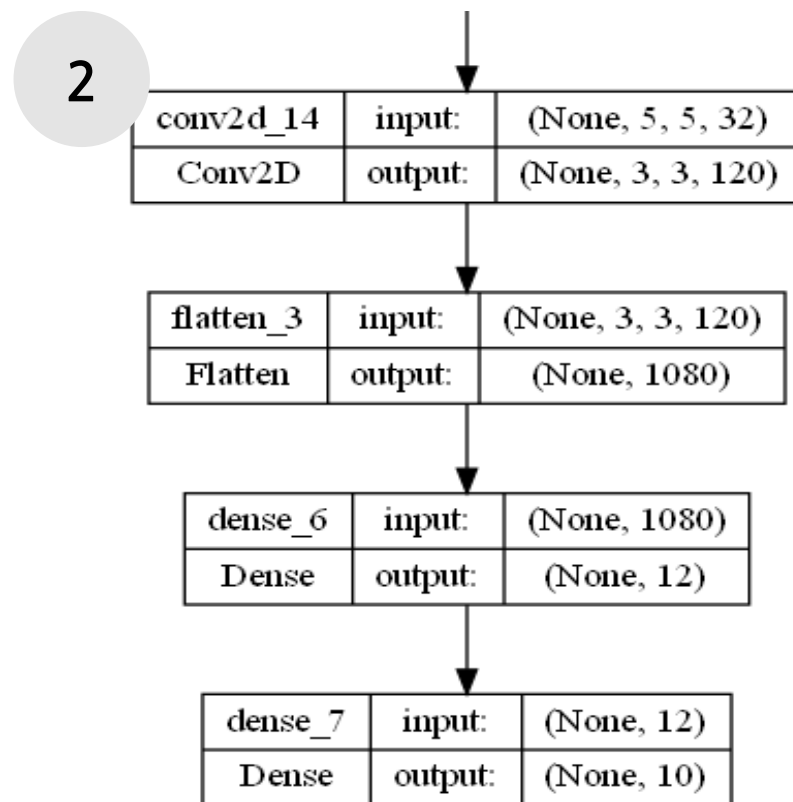 2
conv2d_14 input: (None, 5, 5, 32)
Conv2D output: (None, 3, 3, 120)
flatten_3 input: (None, 3, 3, 120)
Flatten output: (None, 1080)
dense_6 input: (None, 1080)
Dense output: (None, 12)
dense_7 input: (None, 12)
Dense output: (None, 10)